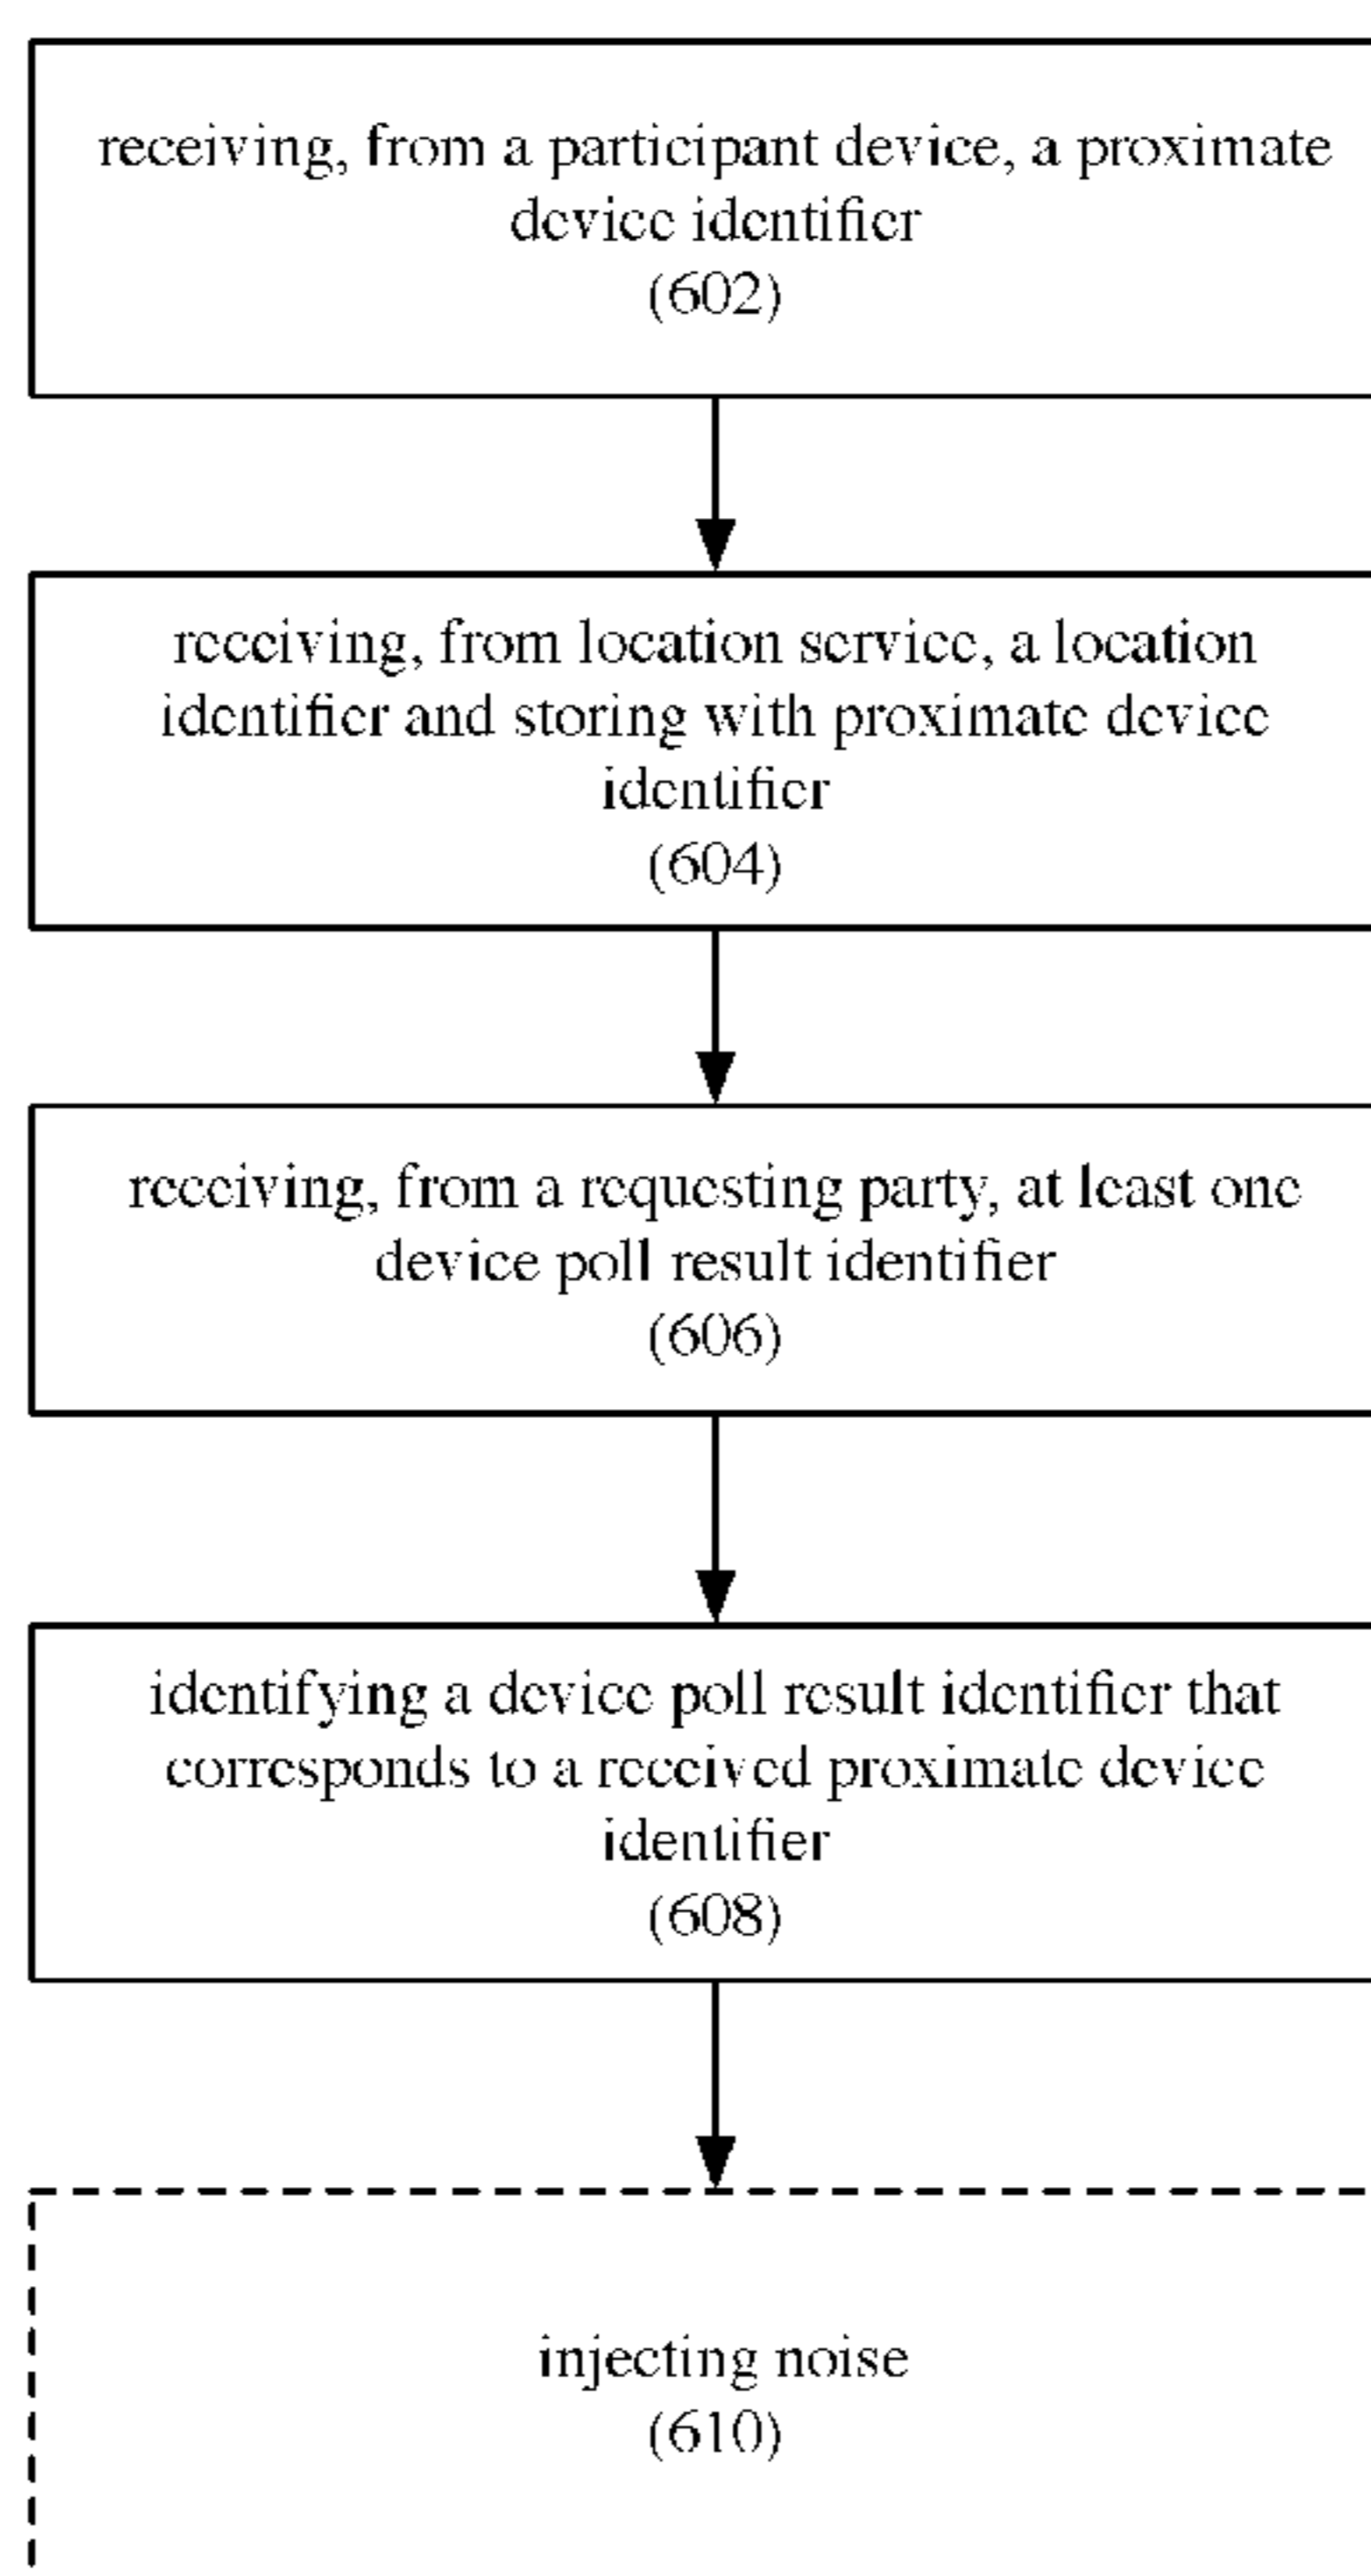 receiving, from a participant device, a proximate
device identifier
(602)
receiving, from location service, a location
identifier and storing with proximate device
identifier
(604)
receiving, from a requesting party, at least one
device poll result identifier
(606)
identifying a device poll result identifier that
corresponds to a received proximate device
identifier
(608)
injecting noise
(610)